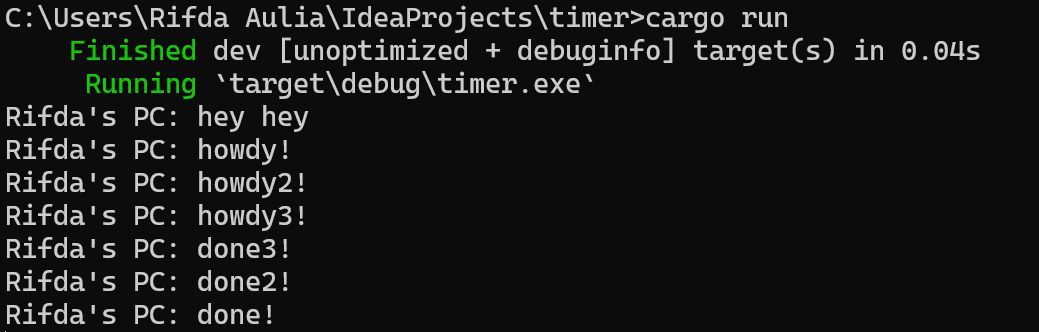 C:\Users\Rifda Aulia\IdeaProjects\timer>cargo run
Finished dev [unoptimized + debuginfo] target(s) in 0.04s
Running `target\debug\timer.exe`
Rifda's PC: hey hey
Rifda's PC: howdy!
Rifda's PC: howdy2!
Rifda's PC: howdy3!
Rifda's PC: done3!
Rifda's PC: done2!
Rifda's PC: done!